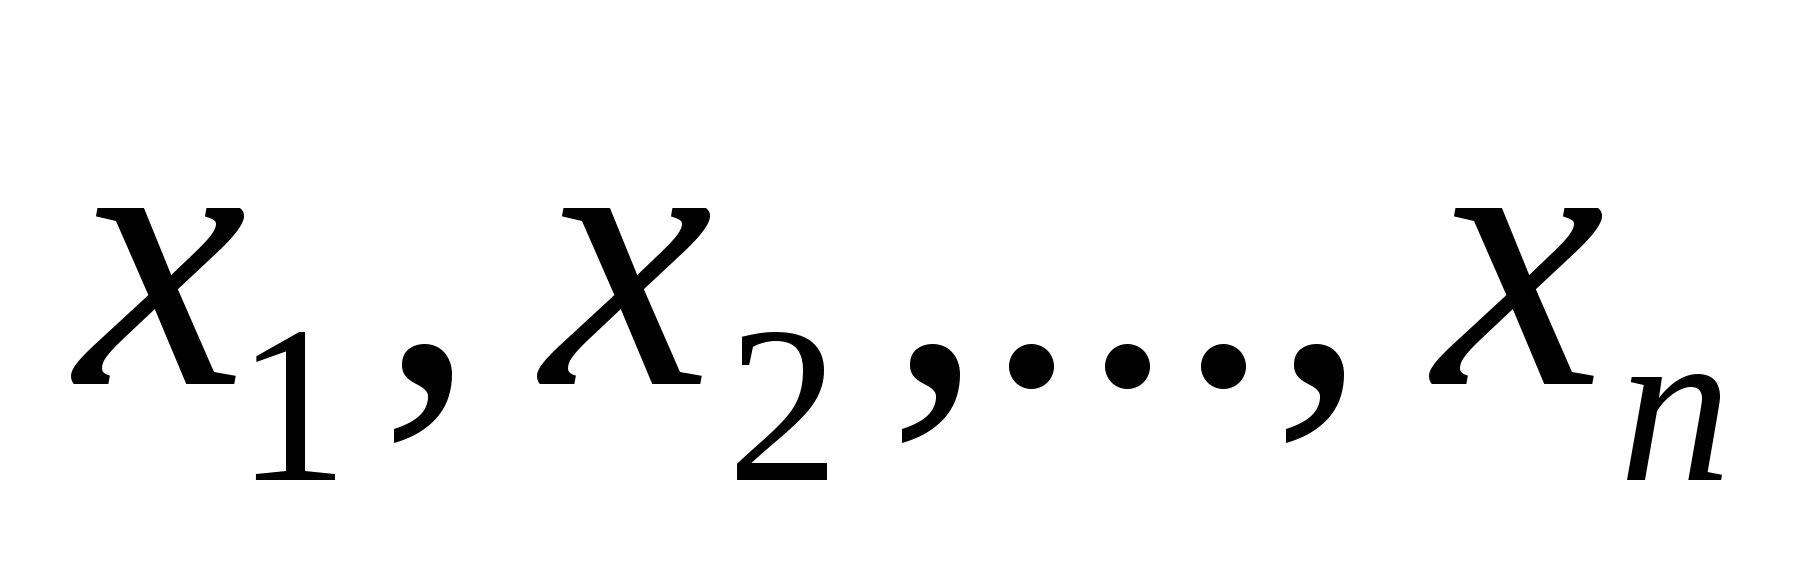 x₁, x₂,..., xₙ